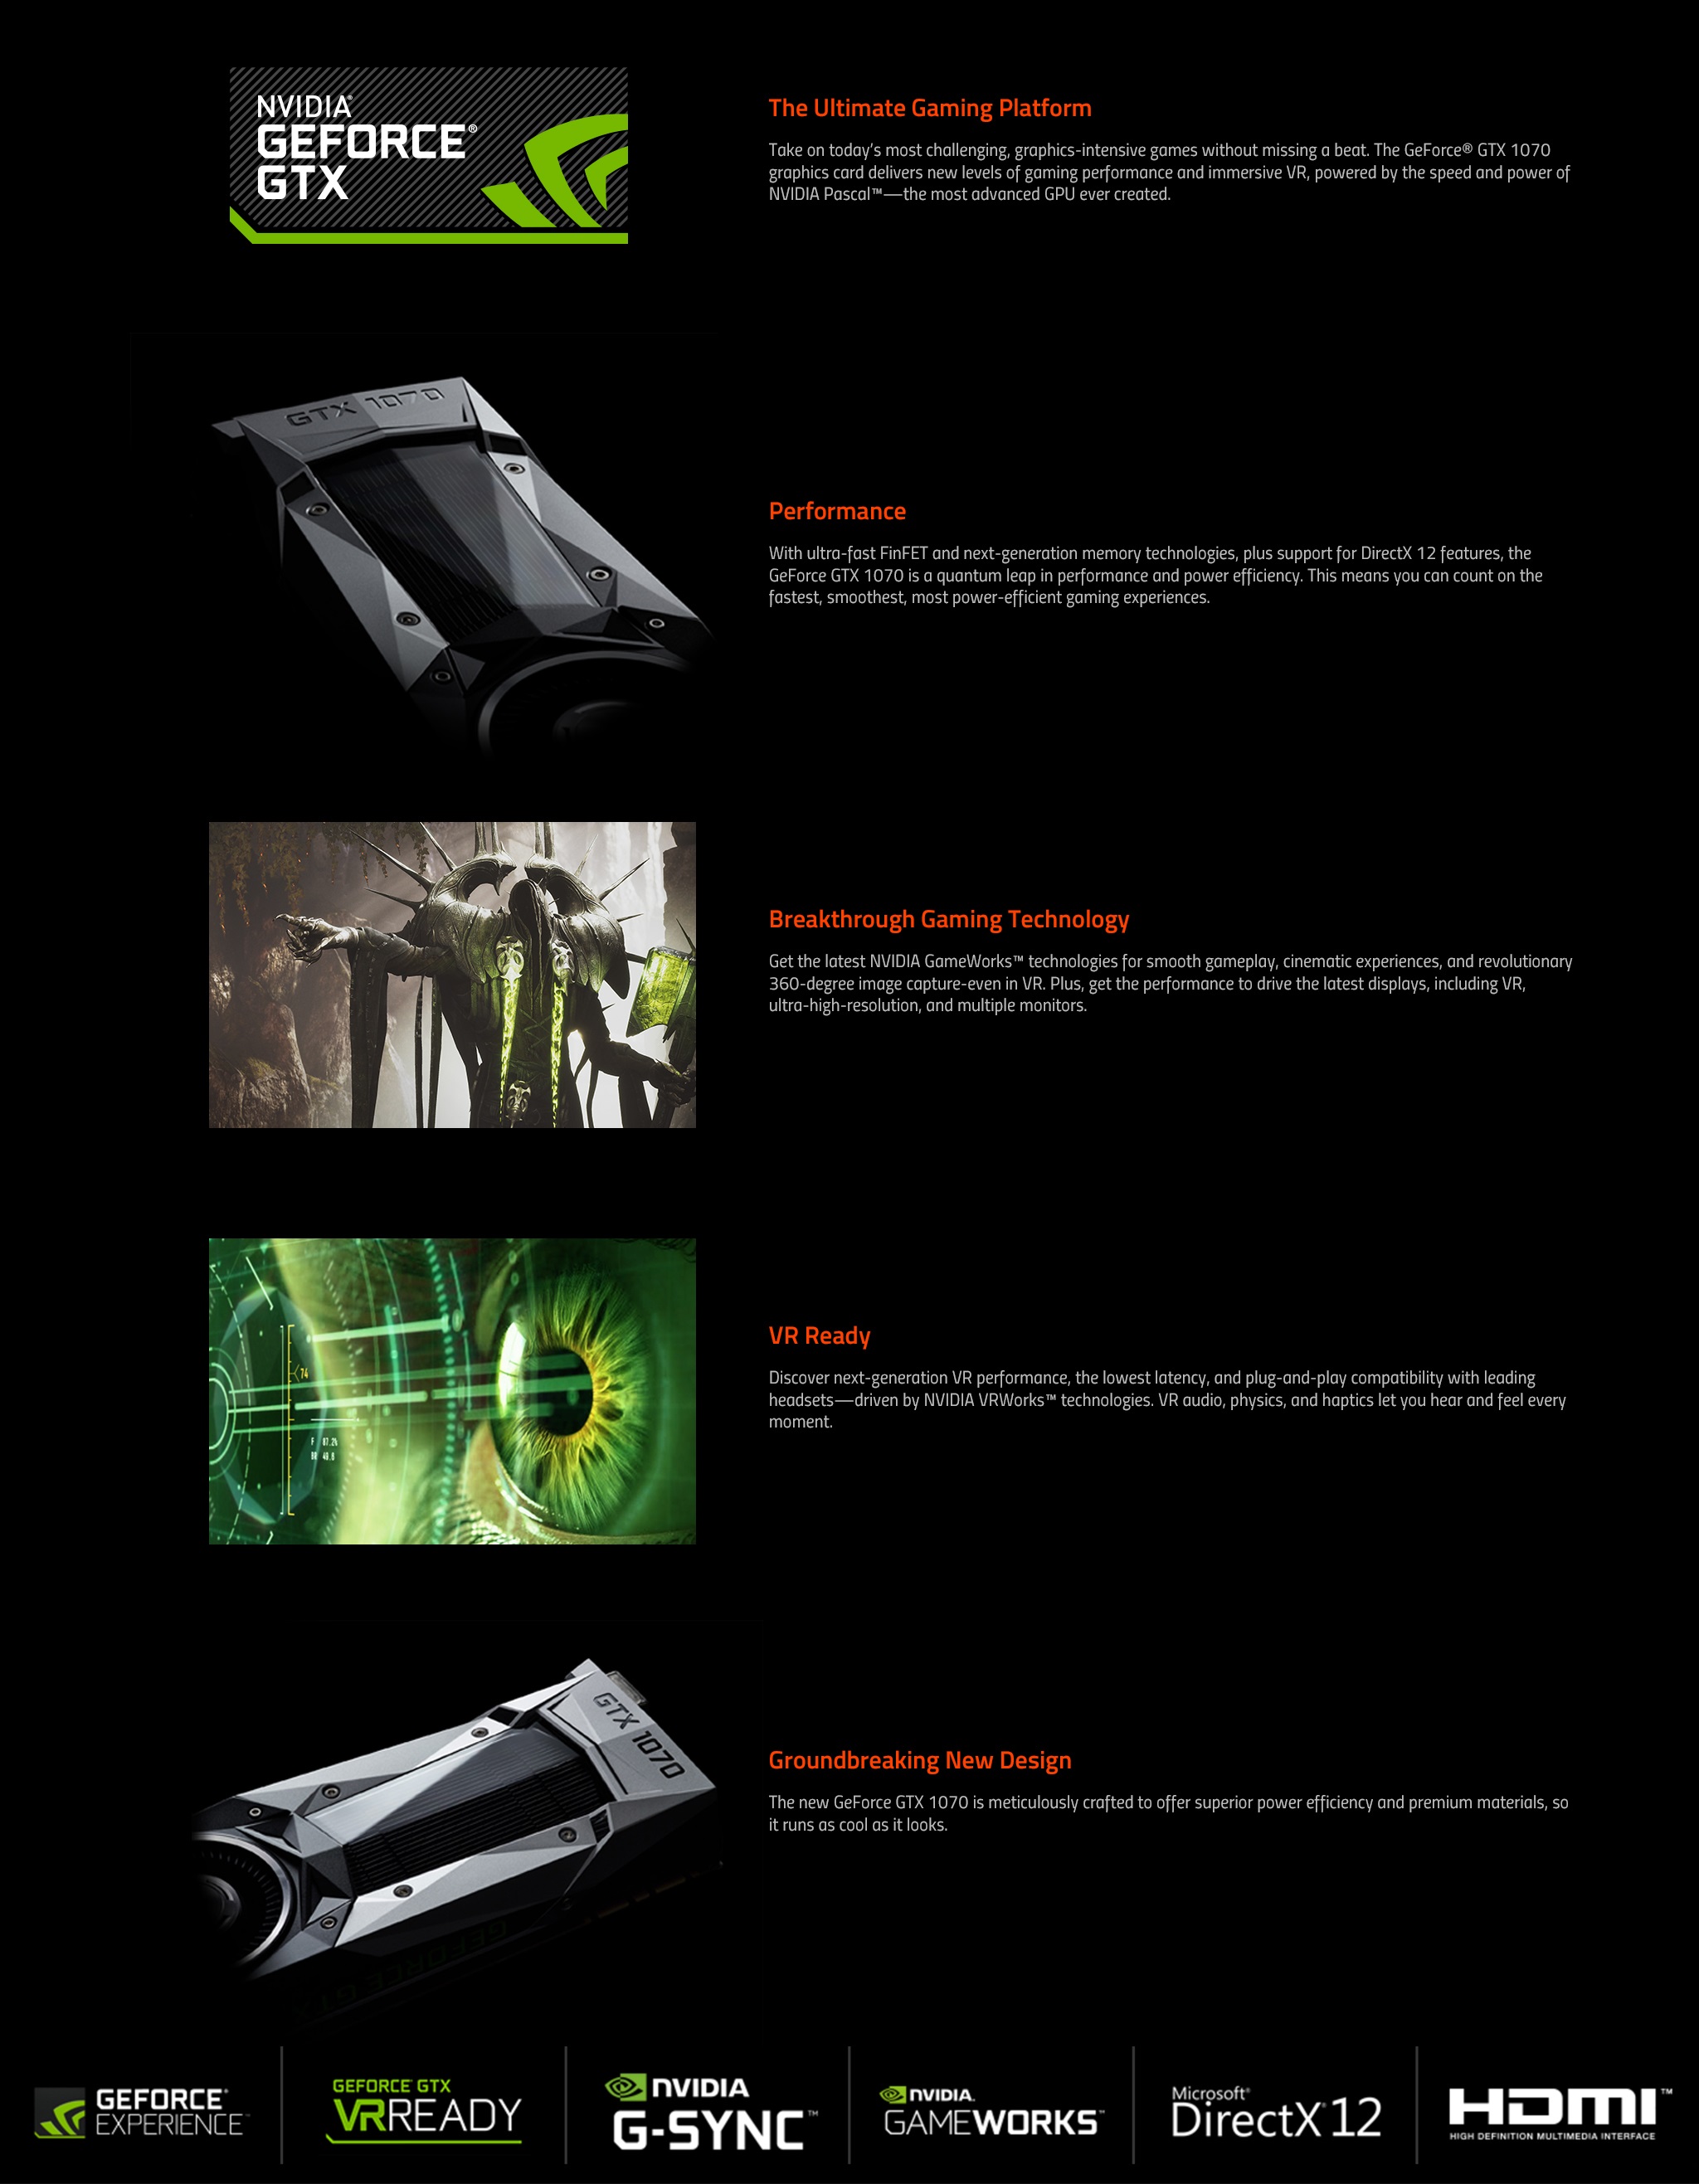 NVIDIA®
GEFORCE®
GTX
The Ultimate Gaming Platform
Take on today’s most challenging, graphics-intensive games without missing a beat. The GeForce® GTX 1070
graphics card delivers new levels of gaming performance and immersive VR, powered by the speed and power of
NVIDIA Pascal™—the most advanced GPU ever created.
GTX 1070
Performance
With ultra-fast FinFET and next-generation memory technologies, plus support for DirectX 12 features, the
GeForce GTX 1070 is a quantum leap in performance and power efficiency. This means you can count on the
fastest, smoothest, most power-efficient gaming experiences.
Breakthrough Gaming Technology
Get the latest NVIDIA GameWorks™ technologies for smooth gameplay, cinematic experiences, and revolutionary
360-degree image capture-even in VR. Plus, get the performance to drive the latest displays, including VR,
ultra-high-resolution, and multiple monitors.
74
F 87.2%
VR Ready
Discover next-generation VR performance, the lowest latency, and plug-and-play compatibility with leading
headsets—driven by NVIDIA VRWorks™ technologies. VR audio, physics, and haptics let you hear and feel every
moment.
GTX 1070
GEFORCE GTX
Groundbreaking New Design
The new GeForce GTX 1070 is meticulously crafted to offer superior power efficiency and premium materials, so
it runs as cool as it looks.
GEFORCE®
EXPERIENCE™
GEFORCE® GTX
VRREADY
NVIDIA
G-SYNC™
NVIDIA.
GAMEWORKS™
Microsoft®
DirectX® 12
HDMI™
HIGH DEFINITION MULTIMEDIA INTERFACE